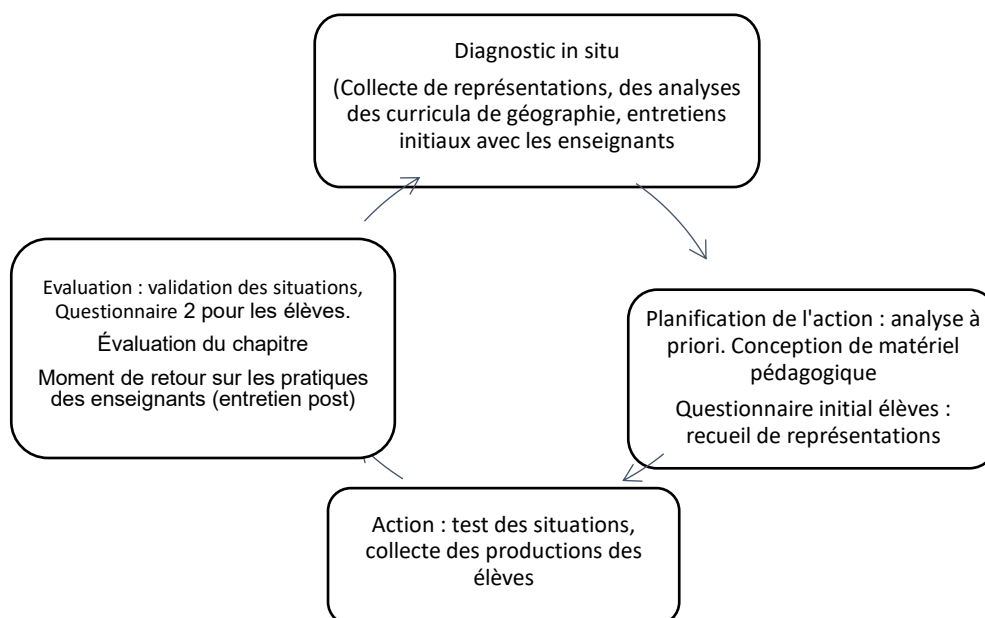 Diagnostic in situ
(Collecte de représentations, des analyses
des curricula de géographie, entretiens
initiaux avec les enseignants
Planification de l'action : analyse à
priori. Conception de matériel
pédagogique
Questionnaire initial élèves :
recueil de représentations
Action : test des situations,
collecte des productions des
élèves
Evaluation : validation des situations,
Questionnaire 2 pour les élèves.
Évaluation du chapitre
Moment de retour sur les pratiques
des enseignants (entretien post)